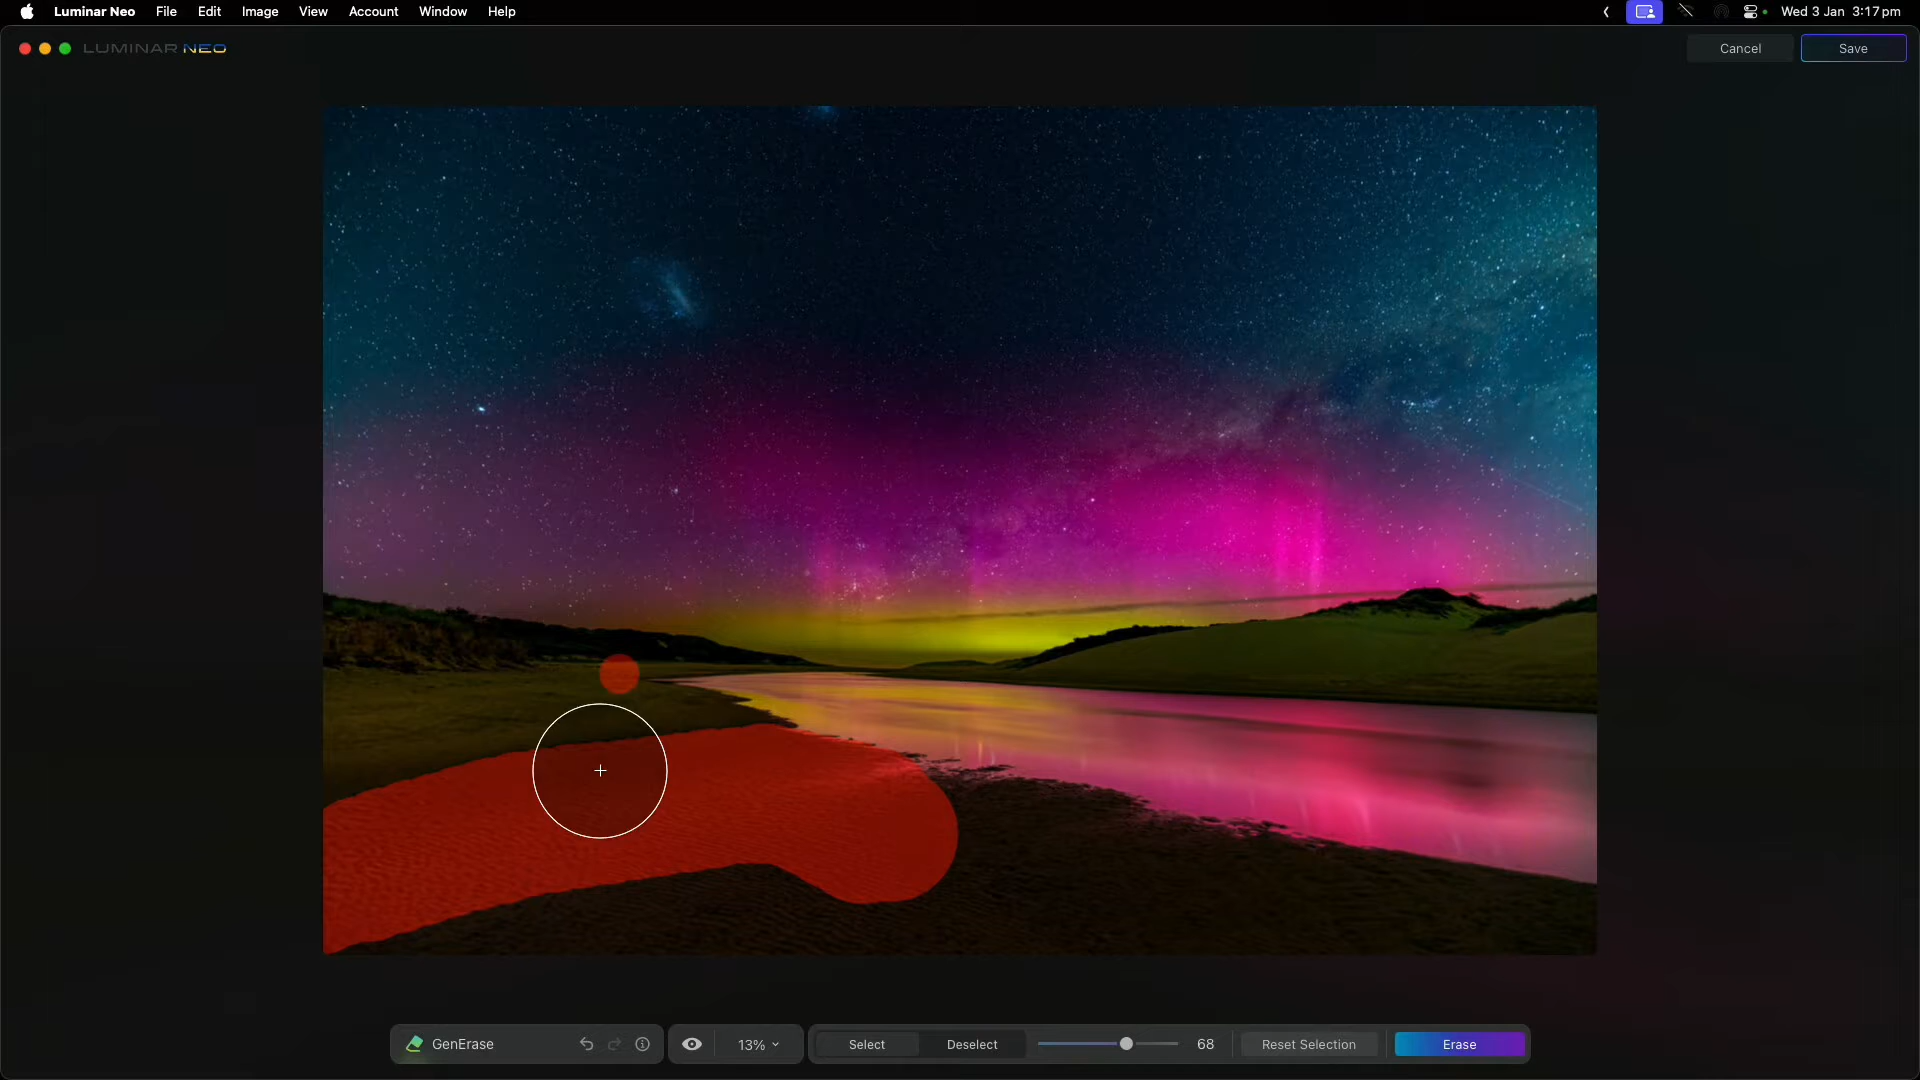 Luminar Neo File Edit Image View Account Window Help Wed 3 Jan 3:17 pm
LUMINAR NEO Cancel Save
GenErase 13% Select Deselect 68 Reset Selection Erase